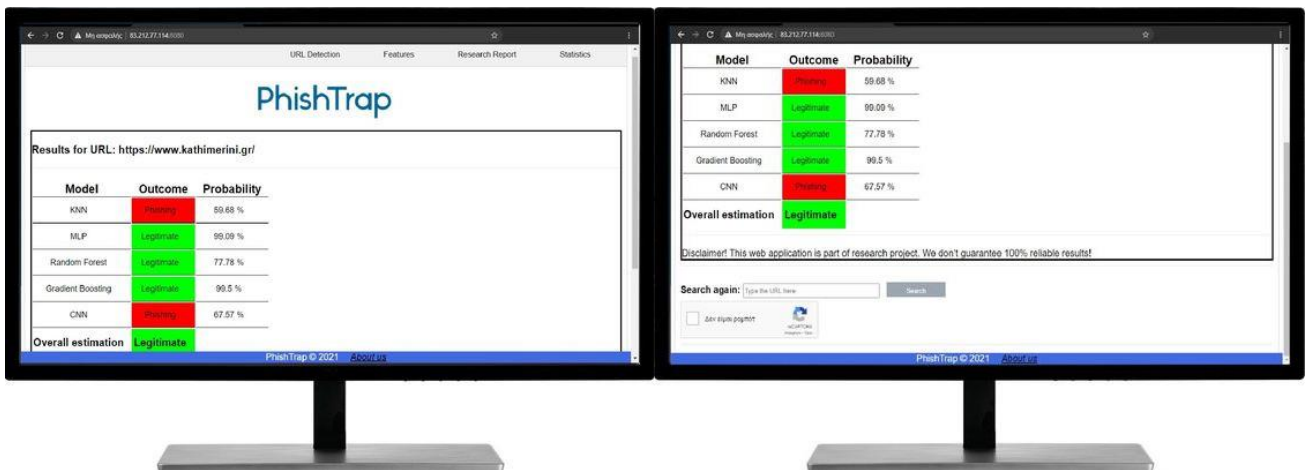 Μη ασφαλής | 83.212.77.114:8080
URL Detection Features Research Report Statistics
PhishTrap
Results for URL: https://www.kathimerini.gr/
Model Outcome Probability
KNN Phishing 59.68 %
MLP Legitimate 99.09 %
Random Forest Legitimate 77.78 %
Gradient Boosting Legitimate 99.5 %
CNN Phishing 67.57 %
Overall estimation Legitimate
PhishTrap © 2021 About us
Μη ασφαλής | 83.212.77.114:8080
Model Outcome Probability
KNN Phishing 59.68 %
MLP Legitimate 99.09 %
Random Forest Legitimate 77.78 %
Gradient Boosting Legitimate 99.5 %
CNN Phishing 67.57 %
Overall estimation Legitimate
Disclaimer! This web application is part of research project. We don't guarantee 100% reliable results!
Search again: Type the URL here Search
Δεν είμαι ρομπότ
reCAPTCHA
PhishTrap © 2021 About us